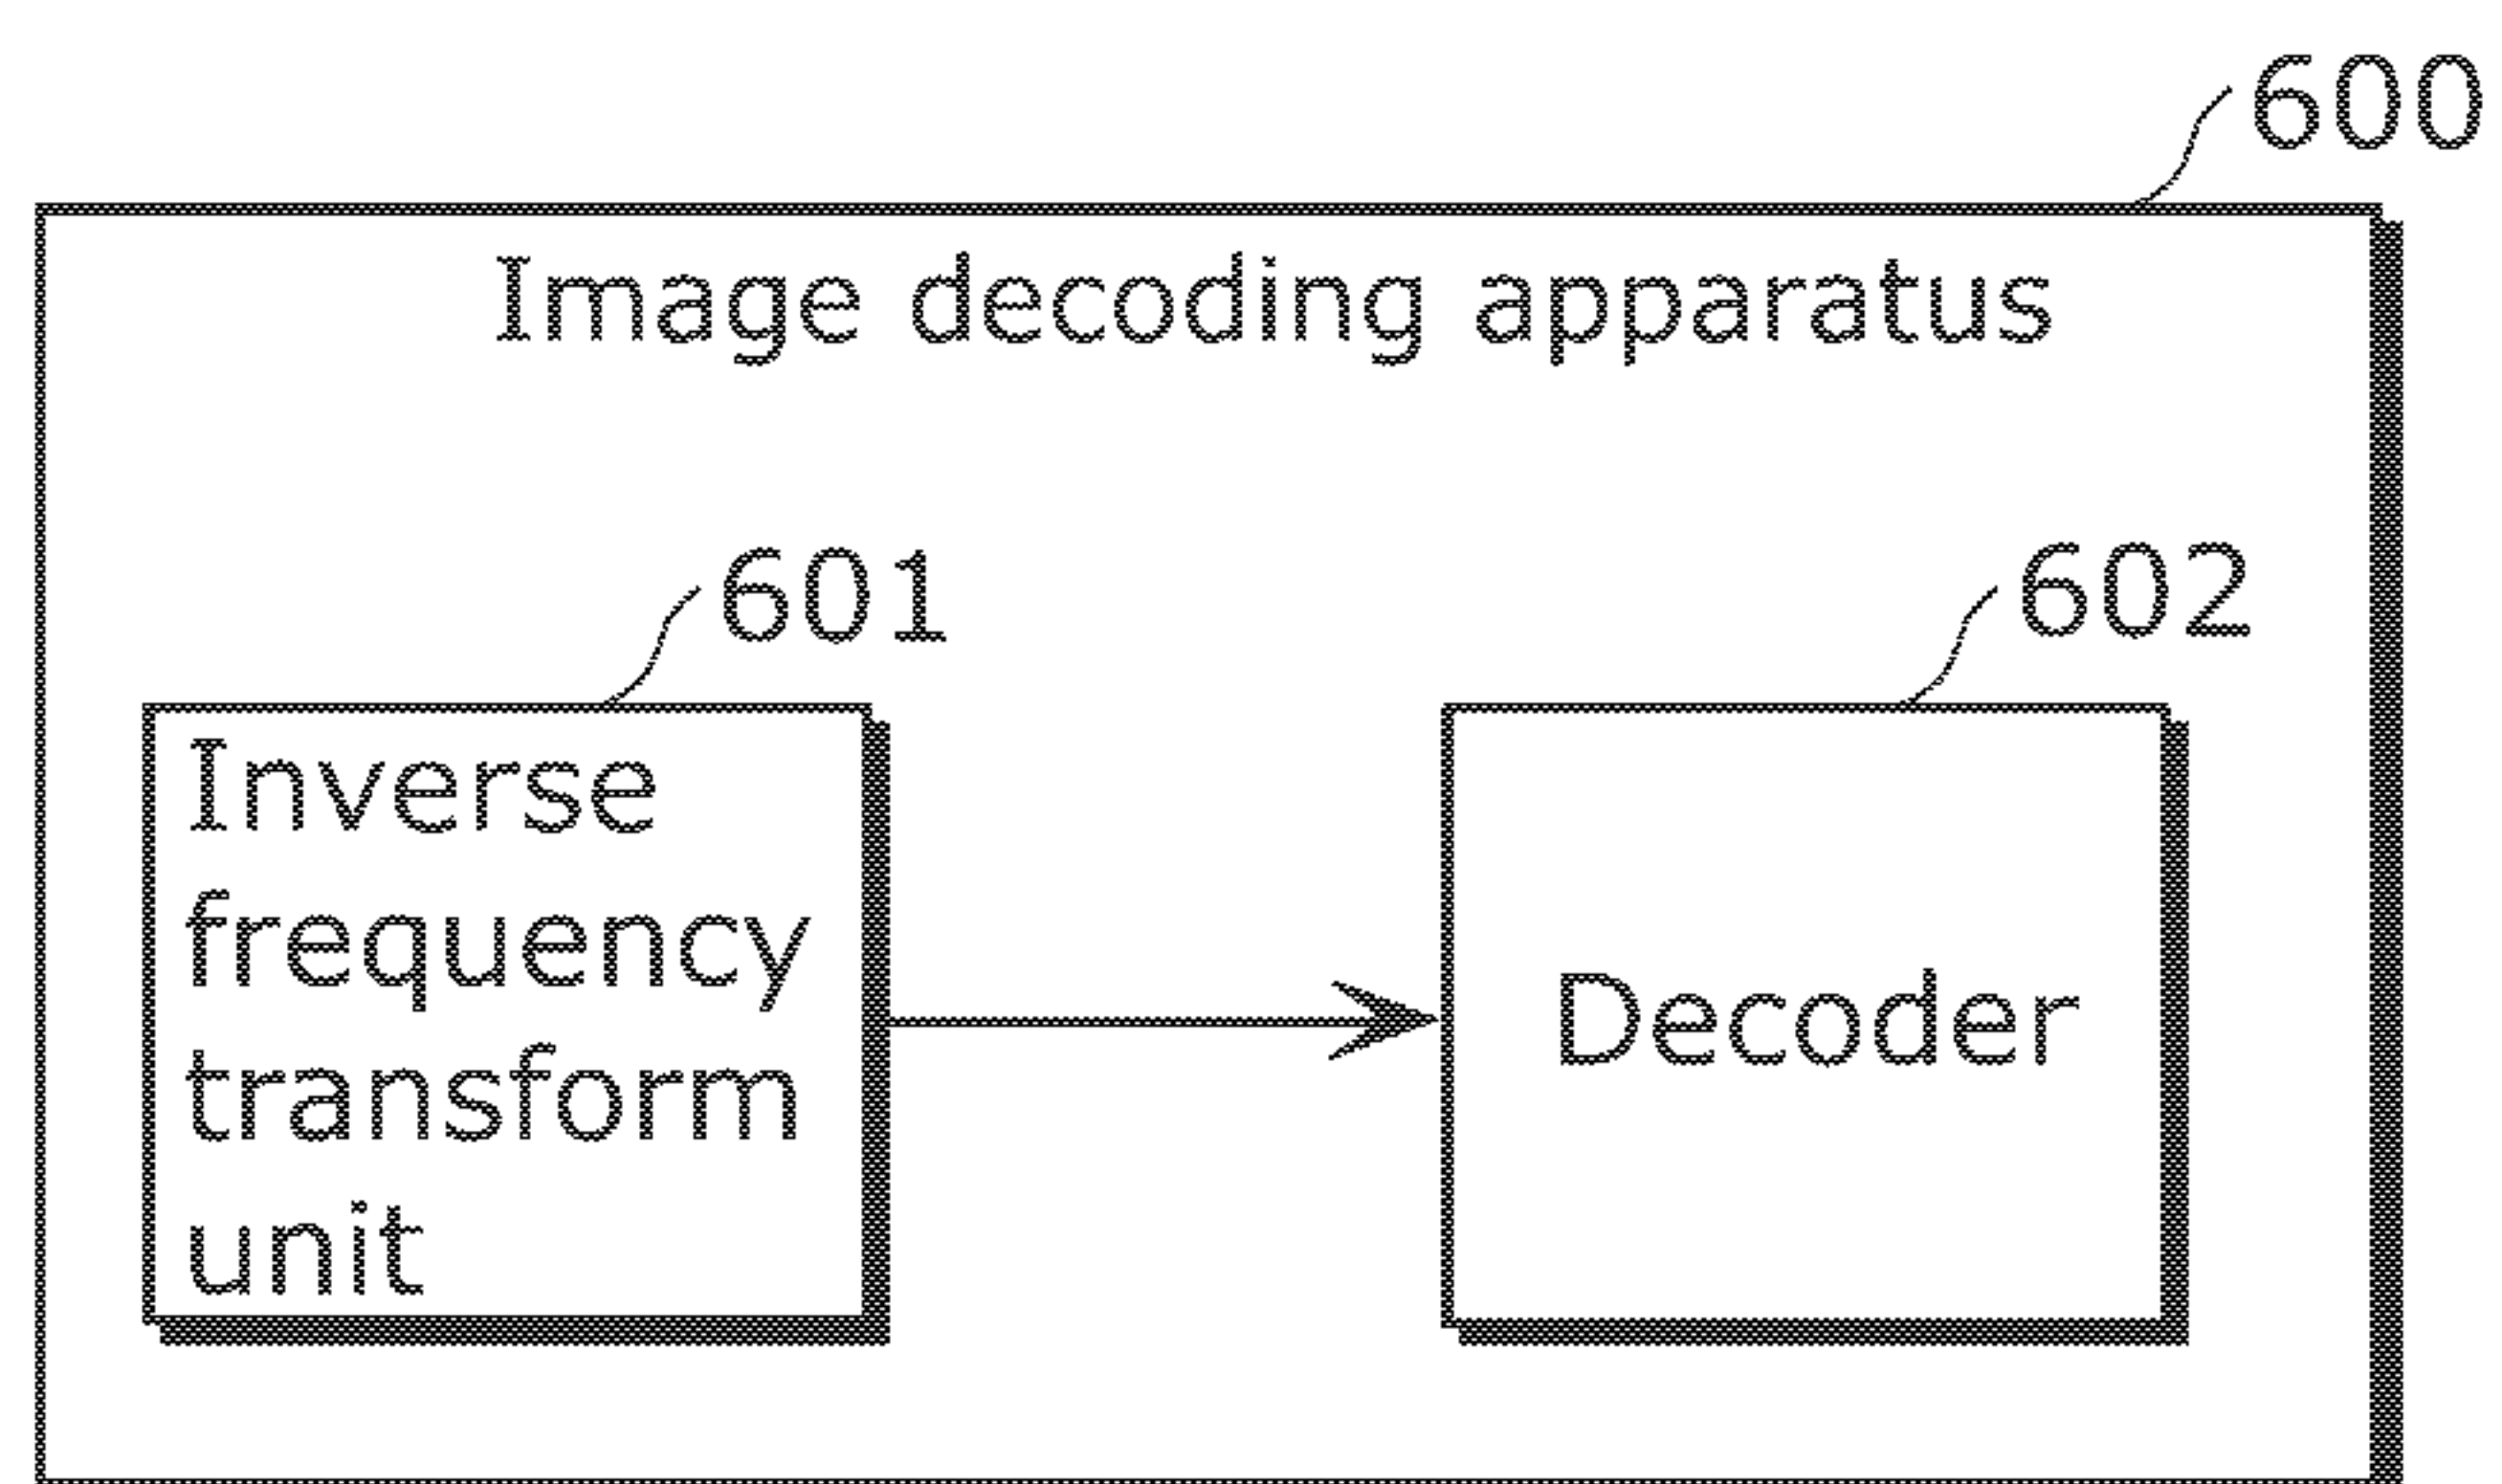 600
Image decoding apparatus
601
602
Inverse
frequency
transform
unit
Decoder